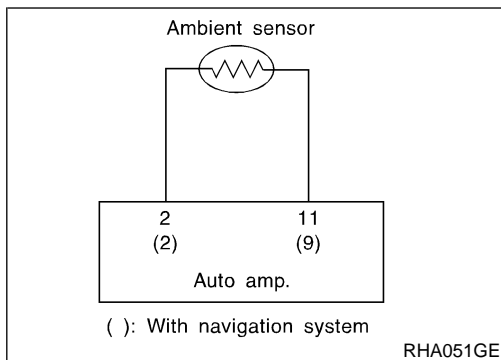 Ambient sensor
2 11
(2) (9)
Auto amp.
( ): With navigation system
RHA051GE